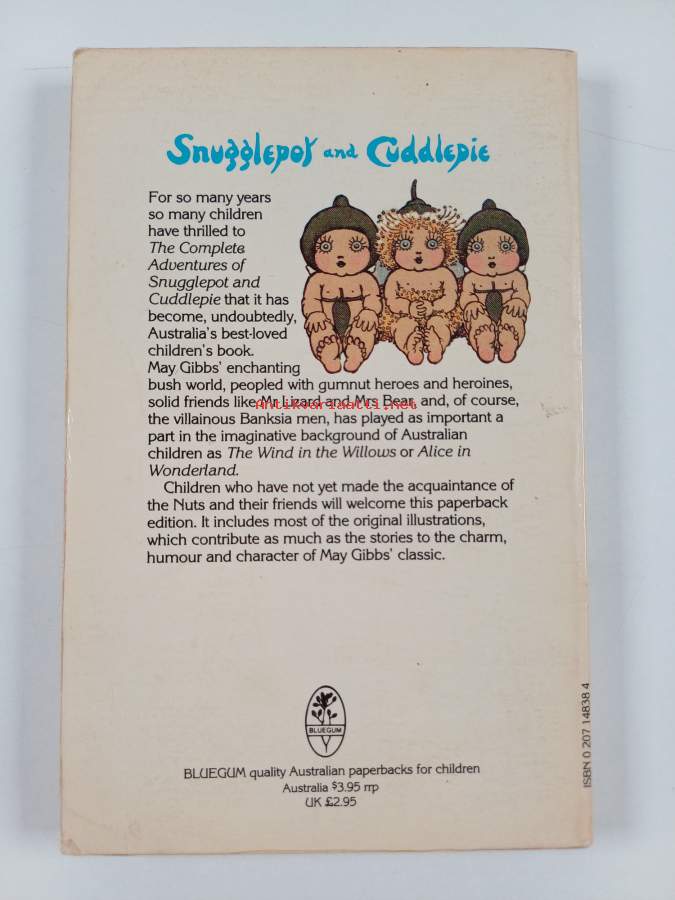 Snugglepot and Cuddlepie
For so many years
so many children
have thrilled to
The Complete
Adventures of
Snugglepot and
Cuddlepie that it has
become, undoubtedly,
Australia's best-loved
children's book.
May Gibbs' enchanting
bush world, peopled with gumnut heroes and heroines,
solid friends like Mr Lizard and Mrs Bear, and, of course,
Antikvariaatti.net
the villainous Banksia men, has played as important a
part in the imaginative background of Australian
children as The Wind in the Willows or Alice in
Wonderland.
Children who have not yet made the acquaintance of
the Nuts and their friends will welcome this paperback
edition. It includes most of the original illustrations,
which contribute as much as the stories to the charm,
humour and character of May Gibbs' classic.
BLUEGUM
BLUEGUM quality Australian paperbacks for children
Australia $3.95 rrp
UK £2.95
ISBN 0 207 14838 4